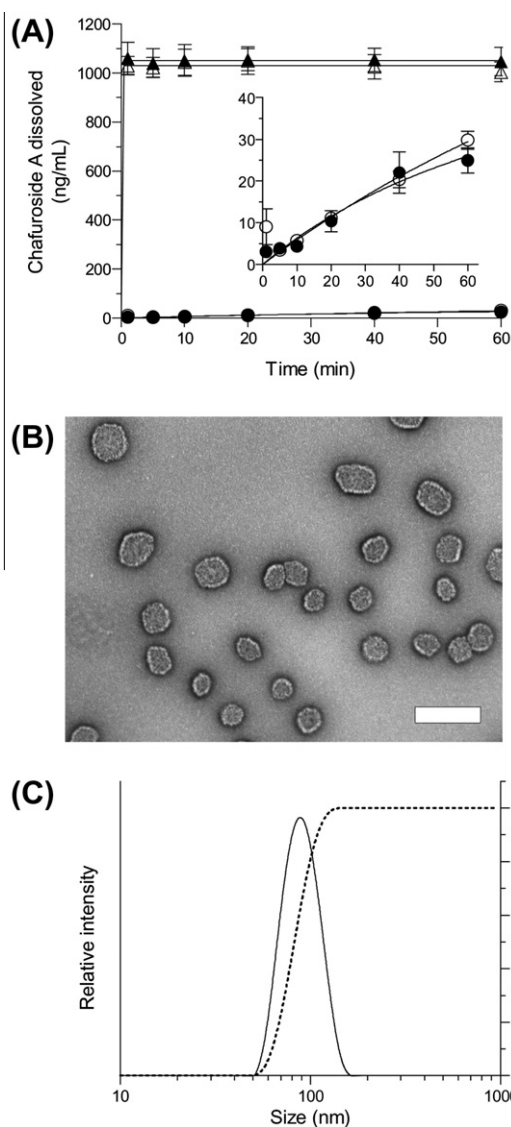 (A)
Chafuroside A dissolved
(ng/mL)
1200
1000
800
600
400
200
0
40
30
20
10
0
0 10 20 30 40 50 60
0 10 20 30 40 50 60
Time (min)
(B)
(C)
Relative intensity
10 100 1000
Size (nm)